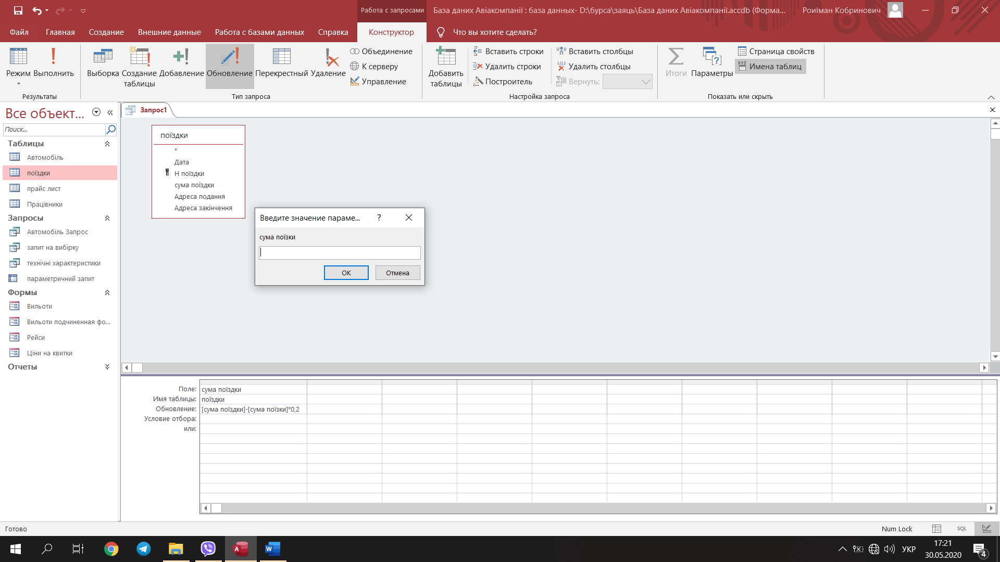 Работа с запросами
База даних Авіакомпанії : база данных- D:\бурса\заяць\База даних Авіакомпанії.accdb (Форма...
Роиїман Кобринович
Файл
Главная
Создание
Внешние данные
Работа с базами данных
Справка
Конструктор
Что вы хотите сделать?
Режим
Выполнить
Выборка
Создание таблицы
Добавление
Обновление
Перекрестный
Удаление
Объединение
К серверу
Управление
Добавить таблицы
Вставить строки
Удалить строки
Построитель
Вставить столбцы
Удалить столбцы
Вернуть:
Итоги
Параметры
Страница свойств
Имена таблиц
Результаты
Тип запроса
Настройка запроса
Показать или скрыть
Все объект...
Поиск...
Таблицы
Автомобіль
поїздки
прайс лист
Працівники
Запросы
Автомобіль Запрос
запит на вибірку
технічні характеристики
параметричний запит
Формы
Вильоти
Вильоти подчиненная фо...
Рейси
Ціни на квитки
Отчеты
Запрос1
поїздки
*
Дата
Н поїздки
сума поїздки
Адреса подання
Адреса закінчення
Введите значение параме...
?
сума поїзки
ОК
Отмена
Поле: сума поїздки
Имя таблицы: поїздки
Обновление: [сума поїздки]-[сума поїзки]*0,2
Условие отбора:
или:
Готово
Num Lock
SQL
УКР
17:21
30.05.2020
4